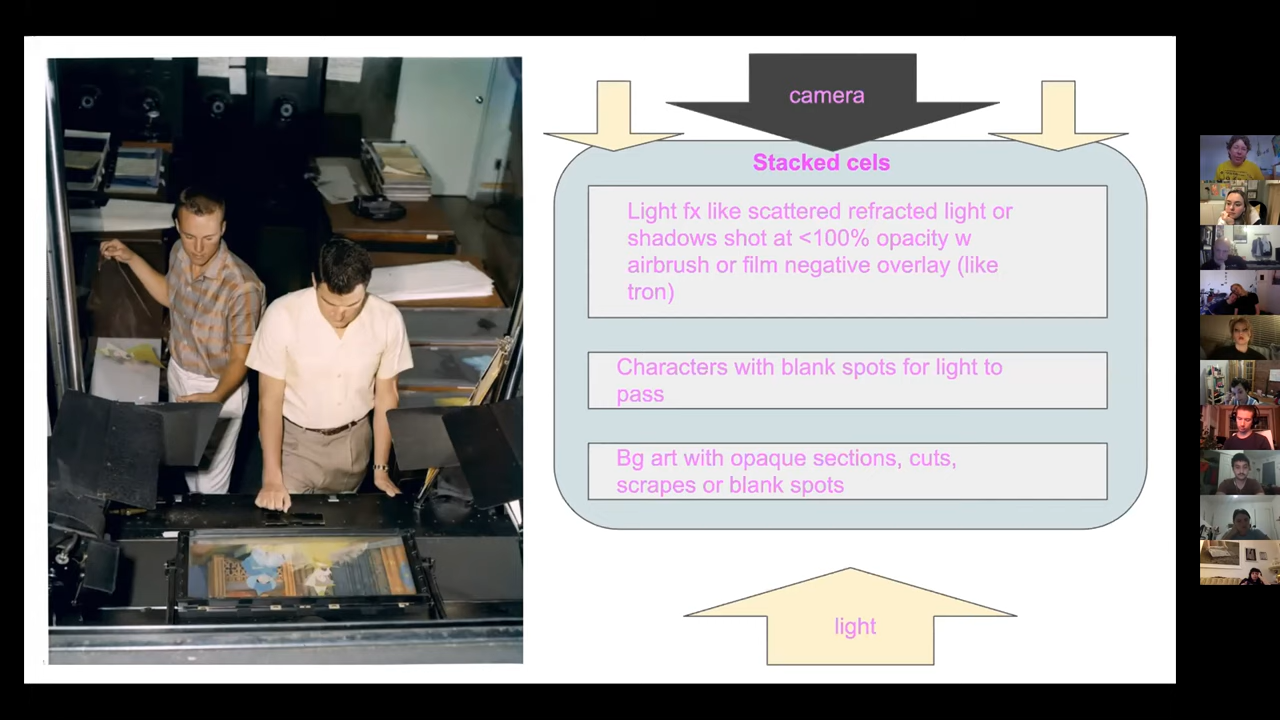 camera
Stacked cels
Light fx like scattered refracted light or
shadows shot at <100% opacity w
airbrush or film negative overlay (like
tron)
Characters with blank spots for light to
pass
Bg art with opaque sections, cuts,
scrapes or blank spots
light